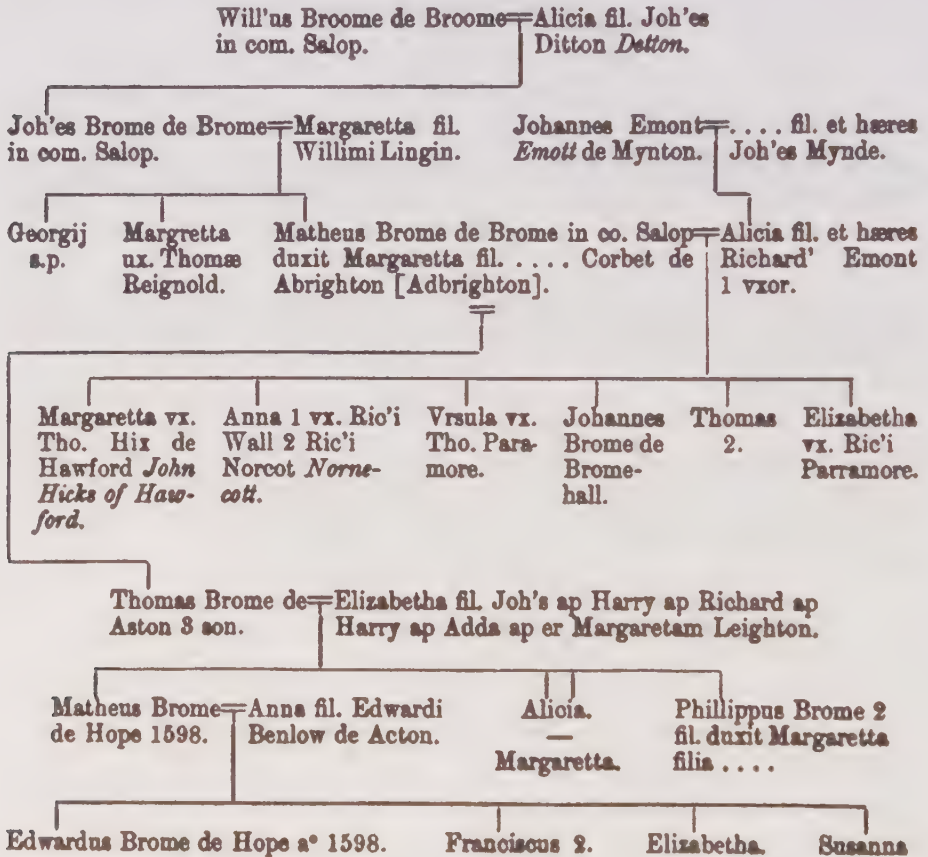 Will'us Broome de Broome=Alicia fil. Joh'es
in com. Salop. Ditton Detton.
Joh'es Brome de Brome=Margaretta fil.
in com. Salop. Willimi Lingin.
Johannes Emont=. . . . fil. et hæres
Emott de Mynton. Joh'es Mynde.
Georgij
s.p.
Margretta
ux. Thomæ
Reignold.
Matheus Brome de Brome in co. Salop=Alicia fil. et hæres
duxit Margaretta fil. . . . . . Corbet de Richard' Emont
Abrighton [Adbrighton]. 1 vxor.
=
Margaretta vx.
Tho. Hix de
Hawford John
Hicks of Haw-
ford.
Anna 1 vx. Ric'i
Wall 2 Ric'i
Norcot Norne-
cott.
Vrsula vx.
Tho. Para-
more.
Johannes
Brome de
Brome-
hall.
Thomas
2.
Elizabetha
vx. Ric'i
Parramore.
Thomas Brome de=Elizabetha fil. Joh's ap Harry ap Richard ap
Aston 3 son. Harry ap Adda ap er Margaretam Leighton.
Matheus Brome=Anna fil. Edwardi
de Hope 1598. Benlow de Acton.
Alicia.
—
Margaretta.
Phillippus Brome 2
fil. duxit Margaretta
filia . . . .
Edwardus Brome de Hope aº 1598. Franciscus 2. Elizabetha. Susanna